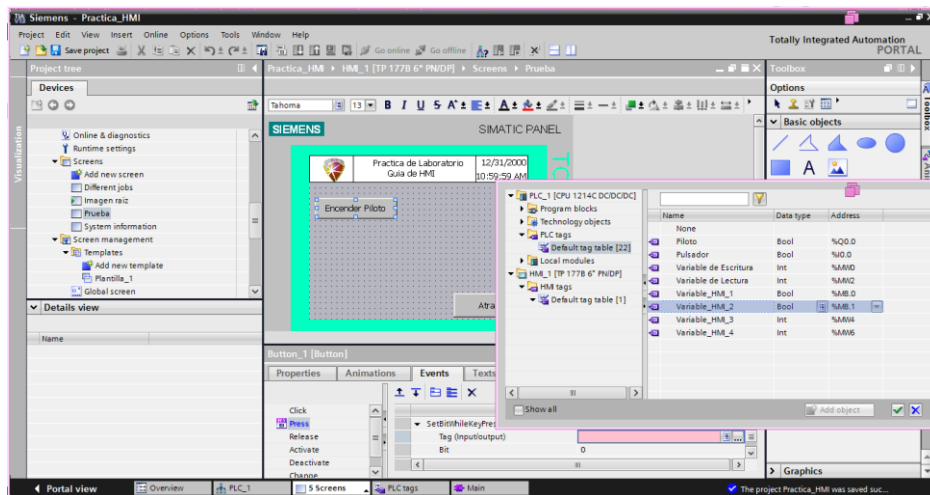 Siemens - Practica_HMI
Project Edit View Insert Online Options Tools Window Help
Totally Integrated Automation
PORTAL
Save project
Go online
Go offline
Project tree
Practica_HMI HMI_1 [TP 177B 6" PN/DP] Screens Prueba
Toolbox
Devices
Options
Visualization
Toolbox
Tahoma 13 B I U S
Basic objects
Online & diagnostics
Runtime settings
Screens
Add new screen
Different jobs
Imagen raiz
Prueba
System information
Screen management
Templates
Add new template
Plantilla_1
Global screen
SIEMENS
SIMATIC PANEL
Practica de Laboratorio
Guia de HMI
12/31/2000
10:59:59 AM
Encender Piloto
Atra
PLC_1 [CPU 1214C DC/DC/DC]
Program blocks
Technology objects
PLC tags
Default tag table [22]
Local modules
HMI_1 [TP 177B 6" PN/DP]
HMI tags
Default tag table [1]
Name Data type Address
None
Piloto Bool %Q0.0
Pulsador Bool %I0.0
Variable de Escritura Int %MW0
Variable de Lectura Int %MW2
Variable_HMI_1 Bool %M8.0
Variable_HMI_2 Bool %M8.1
Variable_HMI_3 Int %MW4
Variable_HMI_4 Int %MW6
Show all
Add object
Details view
Name
Button_1 [Button]
Properties Animations Events Texts
Click
Press
Release
Activate
Deactivate
Change
SetBitWhileKeyPres
Tag (Input/output)
Bit 0
Graphics
Portal view
Overview
PLC_1
5 Screens
PLC tags
Main
The project Practica_HMI was saved suc...